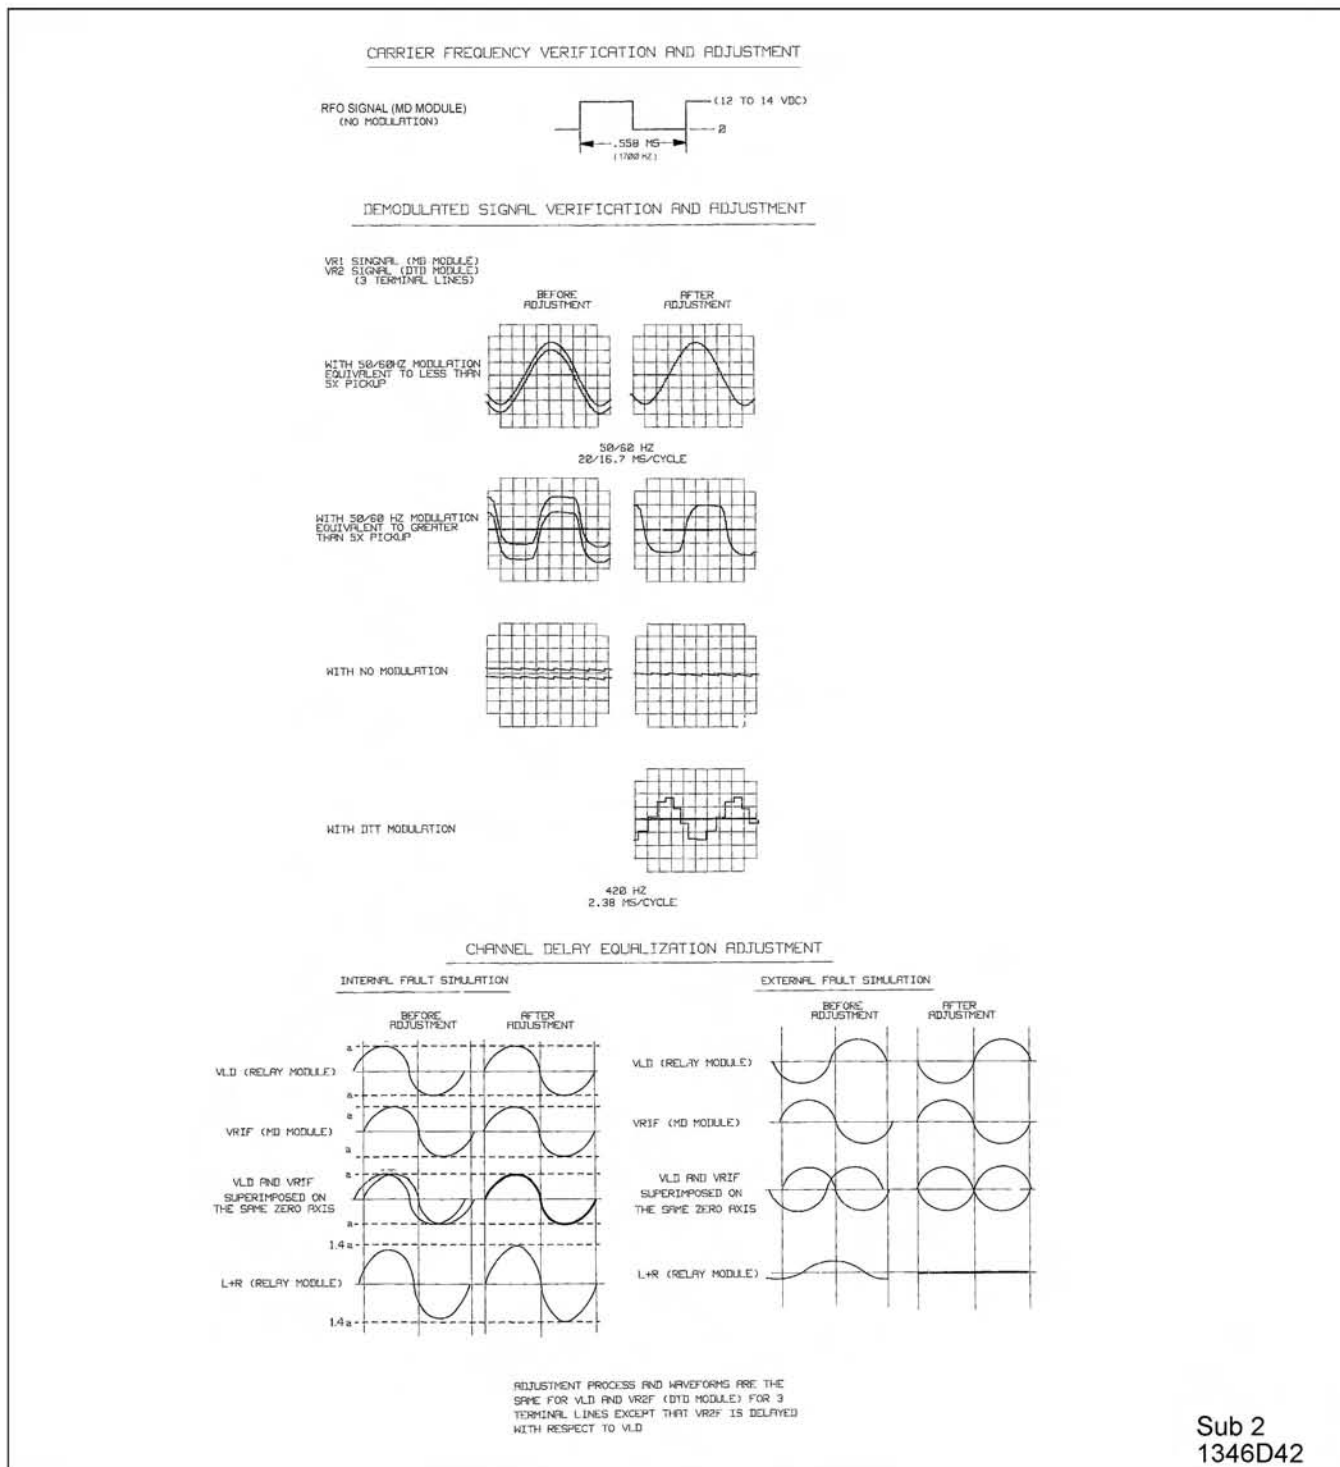 CARRIER FREQUENCY VERIFICATION AND ADJUSTMENT
RFO SIGNAL (MD MODULE)
(NO MODULATION)
(12 TO 14 VDC)
0
.558 MS
(1700 HZ)
DEMODULATED SIGNAL VERIFICATION AND ADJUSTMENT
VR1 SINGNAL (MD MODULE)
VR2 SIGNAL (DTD MODULE)
(3 TERMINAL LINES)
BEFORE
ADJUSTMENT
AFTER
ADJUSTMENT
WITH 50/60HZ MODULATION
EQUIVALENT TO LESS THAN
5X PICKUP
50/60 HZ
20/16.7 MS/CYCLE
WITH 50/60 HZ MODULATION
EQUIVALENT TO GREATER
THAN 5X PICKUP
WITH NO MODULATION
WITH DTT MODULATION
420 HZ
2.38 MS/CYCLE
CHANNEL DELAY EQUALIZATION ADJUSTMENT
INTERNAL FAULT SIMULATION
BEFORE
ADJUSTMENT
AFTER
ADJUSTMENT
a
VLD (RELAY MODULE)
a
a
VRIF (MD MODULE)
a
a
VLD AND VRIF
SUPERIMPOSED ON
THE SAME ZERO AXIS
a
1.4a
L+R (RELAY MODULE)
1.4a
EXTERNAL FAULT SIMULATION
BEFORE
ADJUSTMENT
AFTER
ADJUSTMENT
VLD (RELAY MODULE)
VRIF (MD MODULE)
VLD AND VRIF
SUPERIMPOSED ON
THE SAME ZERO AXIS
L+R (RELAY MODULE)
ADJUSTMENT PROCESS AND WAVEFORMS ARE THE
SAME FOR VLD AND VR2F (DTD MODULE) FOR 3
TERMINAL LINES EXCEPT THAT VR2F IS DELAYED
WITH RESPECT TO VLD
Sub 2
1346D42